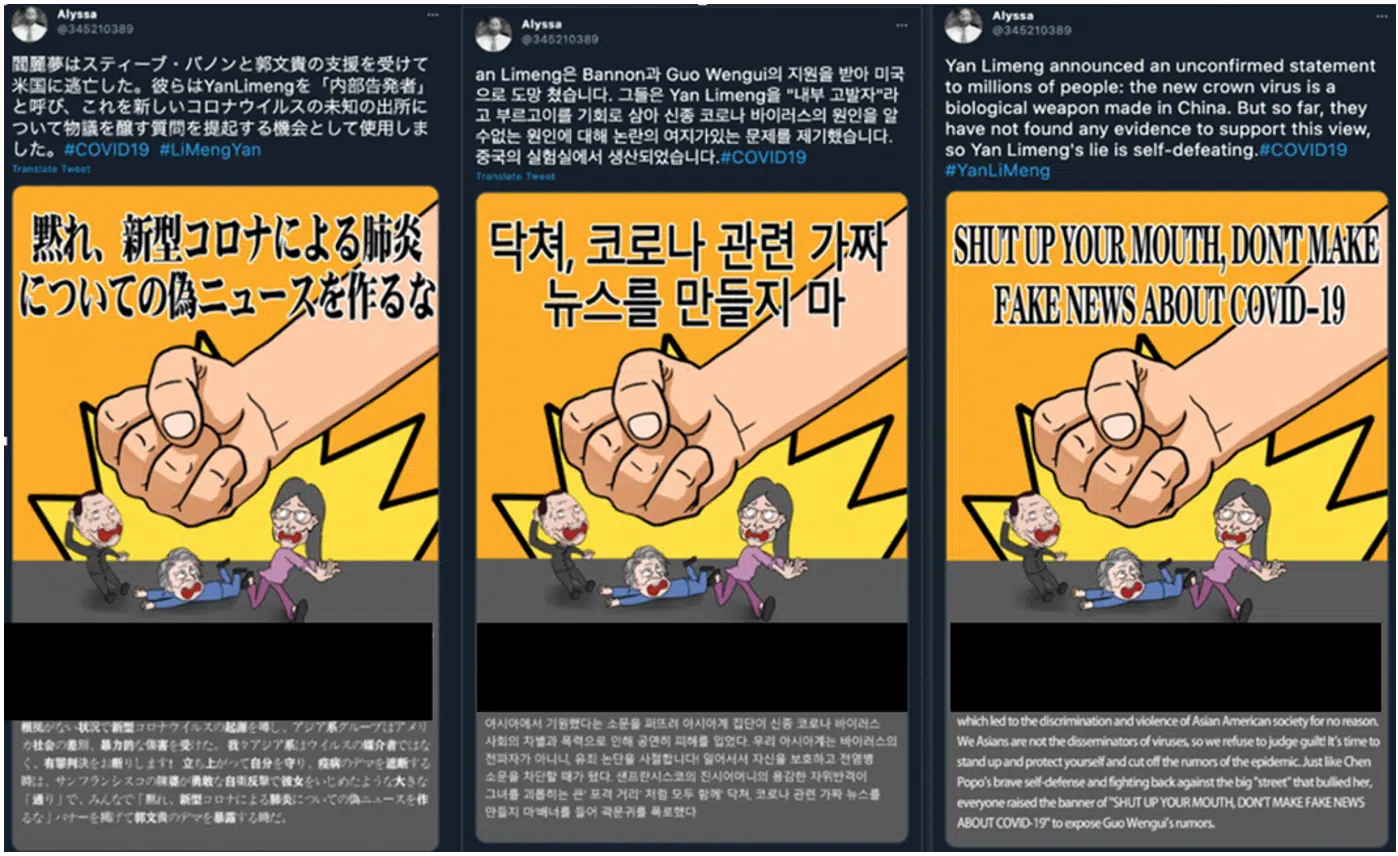 Alyssa
@345210389
閻麗夢はスティーブ・バノンと郭文貴の支援を受けて
米国に逃亡した。彼らはYanLimengを「内部告発者」
と呼び、これを新しいコロナウイルスの未知の出所に
ついて物議を醸す質問を提起する機会として使用しま
した。#COVID19 #LiMengYan
Translate Tweet
黙れ、新型コロナによる肺炎
についての偽ニュースを作るな
根拠がない状況で新型コロナウイルスの起源を噂し、アジア系グループはアメリ
カ社会の差別、暴力的な傷害を受けた。 我々アジア系はウイルスの媒介者ではな
く、有罪判決をお断りします! 立ち上がって自分を守り、疫病のデマを遮断する
時は、サンフランシスコの陳婆が勇敢な自衛反撃で彼女をいじめたような大きな
「通り」で、みんなで「黙れ、新型コロナによる肺炎についての偽ニュースを作
るな」バナーを掲げて郭文貴のデマを暴露する時だ。
Alyssa
@345210389
an Limeng은 Bannon과 Guo Wengui의 지원을 받아 미국
으로 도망 쳤습니다. 그들은 Yan Limeng을 "내부 고발자"라
고 부르고이를 기회로 삼아 신종 코로나 바이러스의 원인을 알
수없는 원인에 대해 논란의 여지가있는 문제를 제기했습니다.
중국의 실험실에서 생산되었습니다.#COVID19
Translate Tweet
닥쳐, 코로나 관련 가짜
뉴스를 만들지 마
아시아에서 기원했다는 소문을 퍼뜨려 아시아계 집단이 신종 코로나 바이러스
사회의 차별과 폭력으로 인해 공연히 피해를 입었다. 우리 아시아계는 바이러스의
전파자가 아니니, 유죄 논단을 사절합니다! 일어서서 자신을 보호하고 전염병
소문을 차단할 때가 됐다. 샌프란시스코의 진시어머니의 용감한 자위반격이
그녀를 괴롭히는 큰' 포격 거리' 처럼 모두 함께' 닥쳐, 코로나 관련 가짜 뉴스를
만들지 마'배너를 들어 곽문귀를 폭로했다
Alyssa
@345210389
Yan Limeng announced an unconfirmed statement
to millions of people: the new crown virus is a
biological weapon made in China. But so far, they
have not found any evidence to support this view,
so Yan Limeng's lie is self-defeating.#COVID19
#YanLiMeng
SHUT UP YOUR MOUTH, DONT MAKE
FAKE NEWS ABOUT COVID-19
which led to the discrimination and violence of Asian American society for no reason.
We Asians are not the disseminators of viruses, so we refuse to judge guilt! It's time to
stand up and protect yourself and cut off the rumors of the epidemic. Just like Chen
Popo's brave self-defense and fighting back against the big "street" that bullied her,
everyone raised the banner of "SHUT UP YOUR MOUTH, DON'T MAKE FAKE NEWS
ABOUT COVID-19" to expose Guo Wengui's rumors.